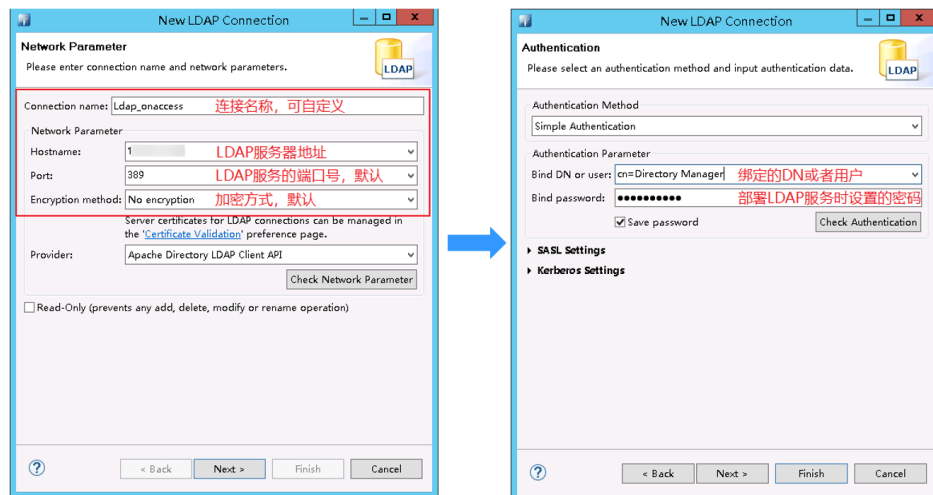 New LDAP Connection
Network Parameter
Please enter connection name and network parameters.
LDAP
Connection name: Ldap_onaccess 连接名称，可自定义
Network Parameter
Hostname: 1 LDAP服务器地址
Port: 389 LDAP服务的端口号，默认
Encryption method: No encryption 加密方式，默认
Server certificates for LDAP connections can be managed in
the 'Certificate Validation' preference page.
Provider: Apache Directory LDAP Client API
Check Network Parameter
Read-Only (prevents any add, delete, modify or rename operation)
< Back Next > Finish Cancel
New LDAP Connection
Authentication
Please select an authentication method and input authentication data.
LDAP
Authentication Method
Simple Authentication
Authentication Parameter
Bind DN or user: cn=Directory Manager 绑定的DN或者用户
Bind password: ●●●●●●●●●● 部署LDAP服务时设置的密码
Save password Check Authentication
SASL Settings
Kerberos Settings
< Back Next > Finish Cancel